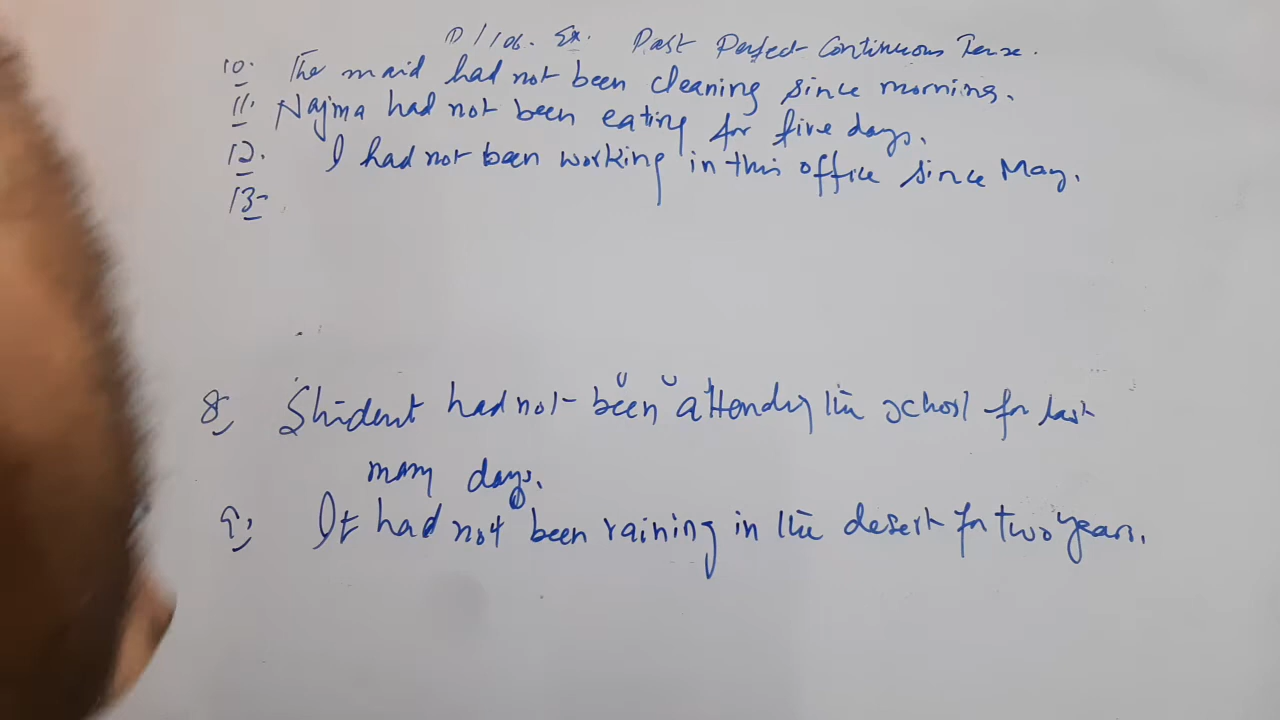 P/106. Ex. Past Perfect Continuous Tense.
10. The maid had not been cleaning since morning.
11. Najma had not been eating for five days.
12. I had not been working in this office since May.
13-
8, Student had not been attending the school for last
many days.
9, It had not been raining in the desert for two years.